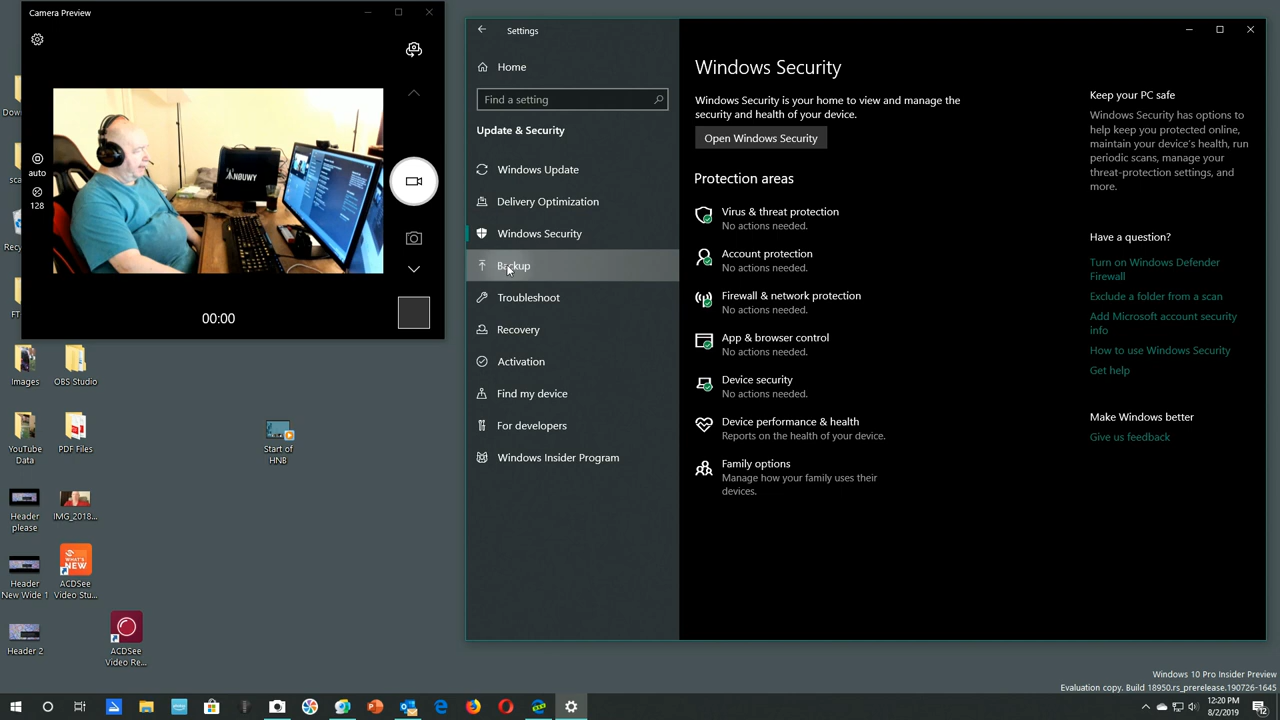 Camera Preview
auto
128
00:00
Images
OBS Studio
YouTube
Data
PDF Files
Start of
HNB
Header
please
IMG_2018...
Header
New Wide 1
ACDSee
Video Stu...
Header 2
ACDSee
Video Re...
Settings
Home
Find a setting
Update & Security
Windows Update
Delivery Optimization
Windows Security
Backup
Troubleshoot
Recovery
Activation
Find my device
For developers
Windows Insider Program
Windows Security
Windows Security is your home to view and manage the
security and health of your device.
Open Windows Security
Protection areas
Virus & threat protection
No actions needed.
Account protection
No actions needed.
Firewall & network protection
No actions needed.
App & browser control
No actions needed.
Device security
No actions needed.
Device performance & health
Reports on the health of your device.
Family options
Manage how your family uses their
devices.
Keep your PC safe
Windows Security has options to
help keep you protected online,
maintain your device's health, run
periodic scans, manage your
threat-protection settings, and
more.
Have a question?
Turn on Windows Defender
Firewall
Exclude a folder from a scan
Add Microsoft account security
info
How to use Windows Security
Get help
Make Windows better
Give us feedback
Windows 10 Pro Insider Preview
Evaluation copy. Build 18950.rs_prerelease.190726-1645
12:20 PM
8/2/2019
12